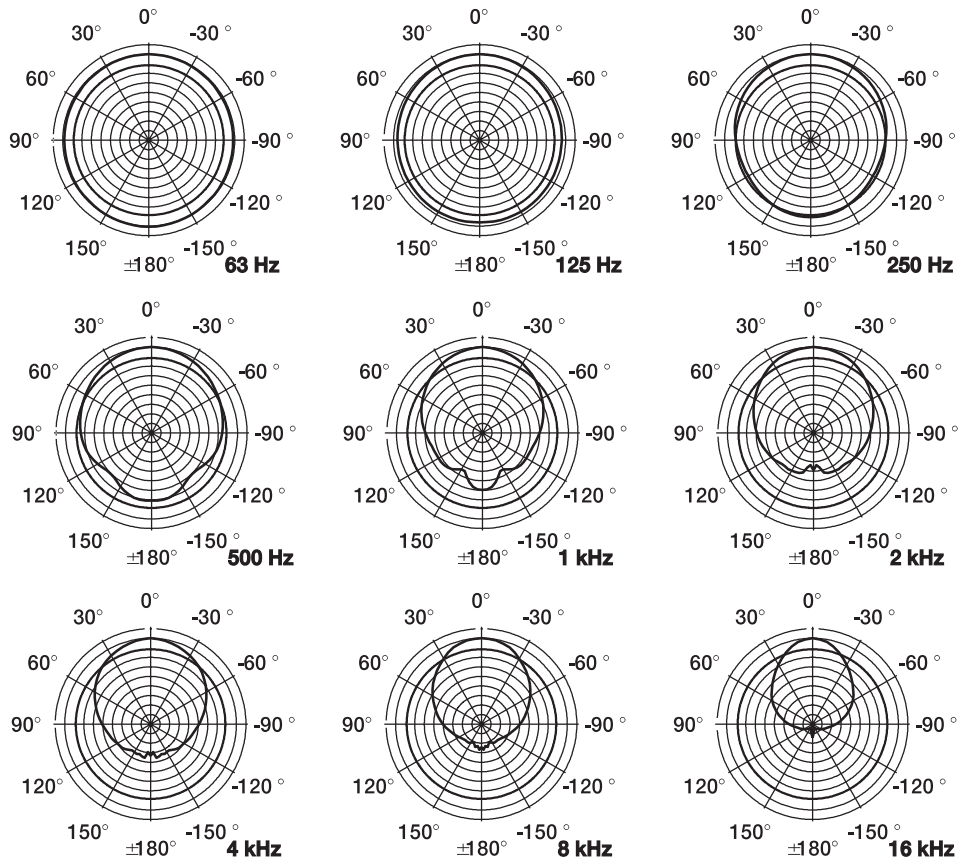 0° 0° 0°
30° -30 ° 30° -30 ° 30° -30 °
60° -60 ° 60° -60 ° 60° -60 °
90° -90 ° 90° -90 ° 90° -90 °
120° -120 ° 120° -120 ° 120° -120 °
150° -150 ° 150° -150 ° 150° -150 °
±180° 63 Hz ±180° 125 Hz ±180° 250 Hz
0° 0° 0°
30° -30 ° 30° -30 ° 30° -30 °
60° -60 ° 60° -60 ° 60° -60 °
90° -90 ° 90° -90 ° 90° -90 °
120° -120 ° 120° -120 ° 120° -120 °
150° -150 ° 150° -150 ° 150° -150 °
±180° 500 Hz ±180° 1 kHz ±180° 2 kHz
0° 0° 0°
30° -30 ° 30° -30 ° 30° -30 °
60° -60 ° 60° -60 ° 60° -60 °
90° -90 ° 90° -90 ° 90° -90 °
120° -120 ° 120° -120 ° 120° -120 °
150° -150 ° 150° -150 ° 150° -150 °
±180° 4 kHz ±180° 8 kHz ±180° 16 kHz